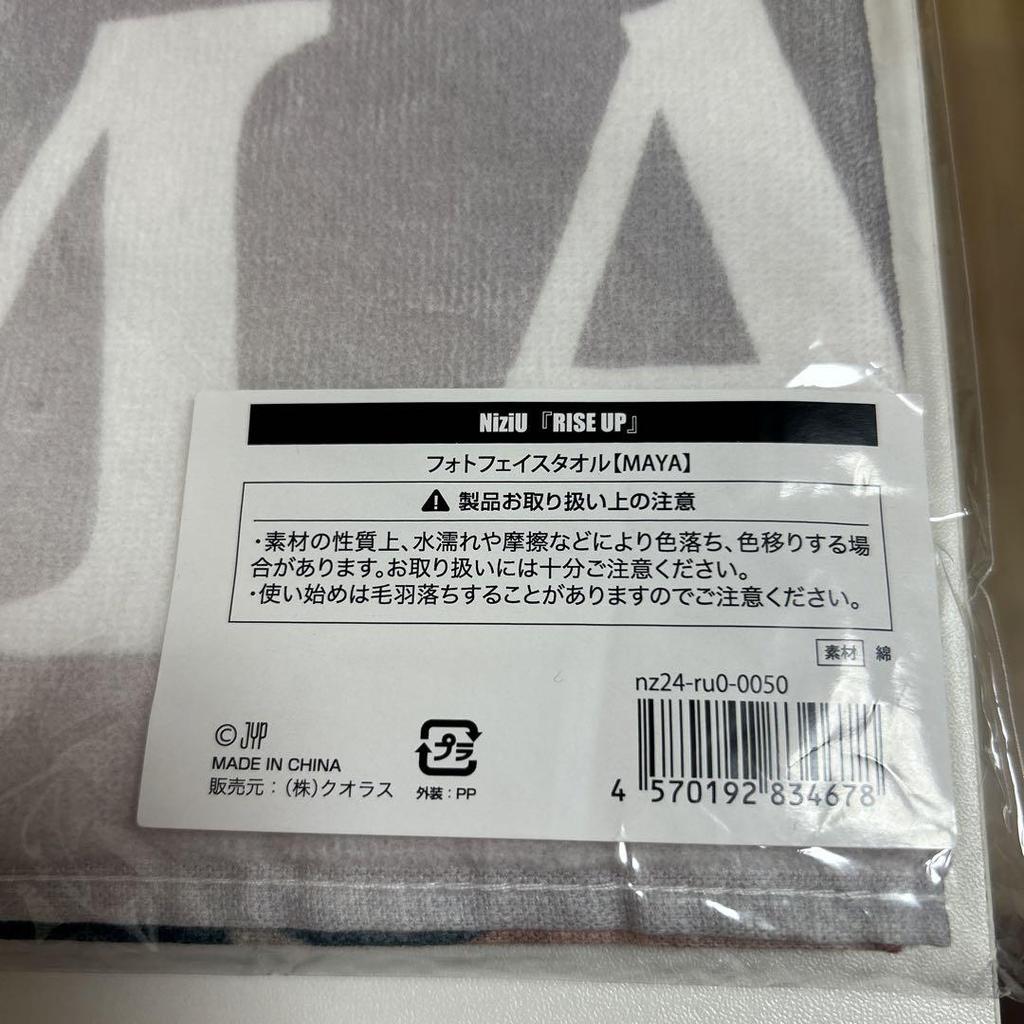 MA
NiziU『RISE UP』
フォトフェイスタオル【MAYA】
製品お取り扱い上の注意
・素材の性質上、水濡れや摩擦などにより色落ち、色移りする場
合があります。お取り扱いには十分ご注意ください。
・使い始めは毛羽落ちすることがありますのでご注意ください。
素材 綿
nz24-ru0-0050
4 570192 834678
© JYP
MADE IN CHINA
販売元：（株）クオラス
プラ
外装：PP